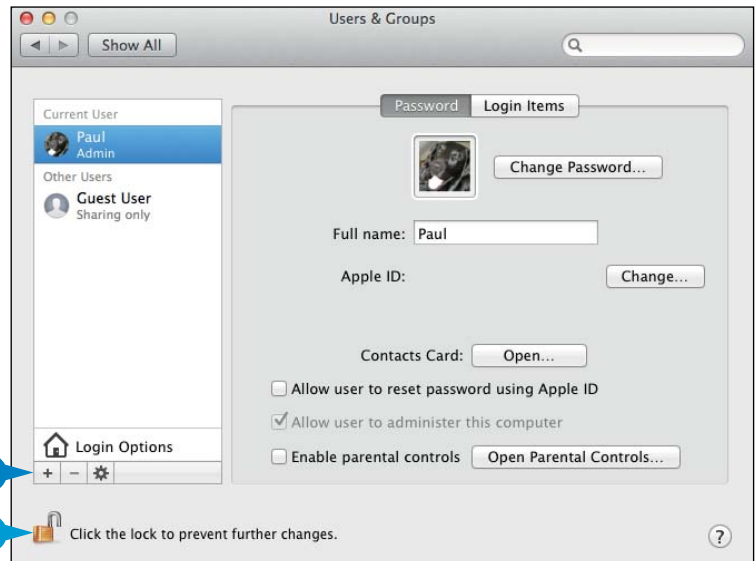 Users & Groups
Show All
Password
Login Items
Current User
Paul
Admin
Other Users
Guest User
Sharing only
Change Password...
Full name: Paul
Apple ID:
Change...
Contacts Card:
Open...
Allow user to reset password using Apple ID
Allow user to administer this computer
Enable parental controls
Open Parental Controls...
Login Options
+ −
Click the lock to prevent further changes.
?